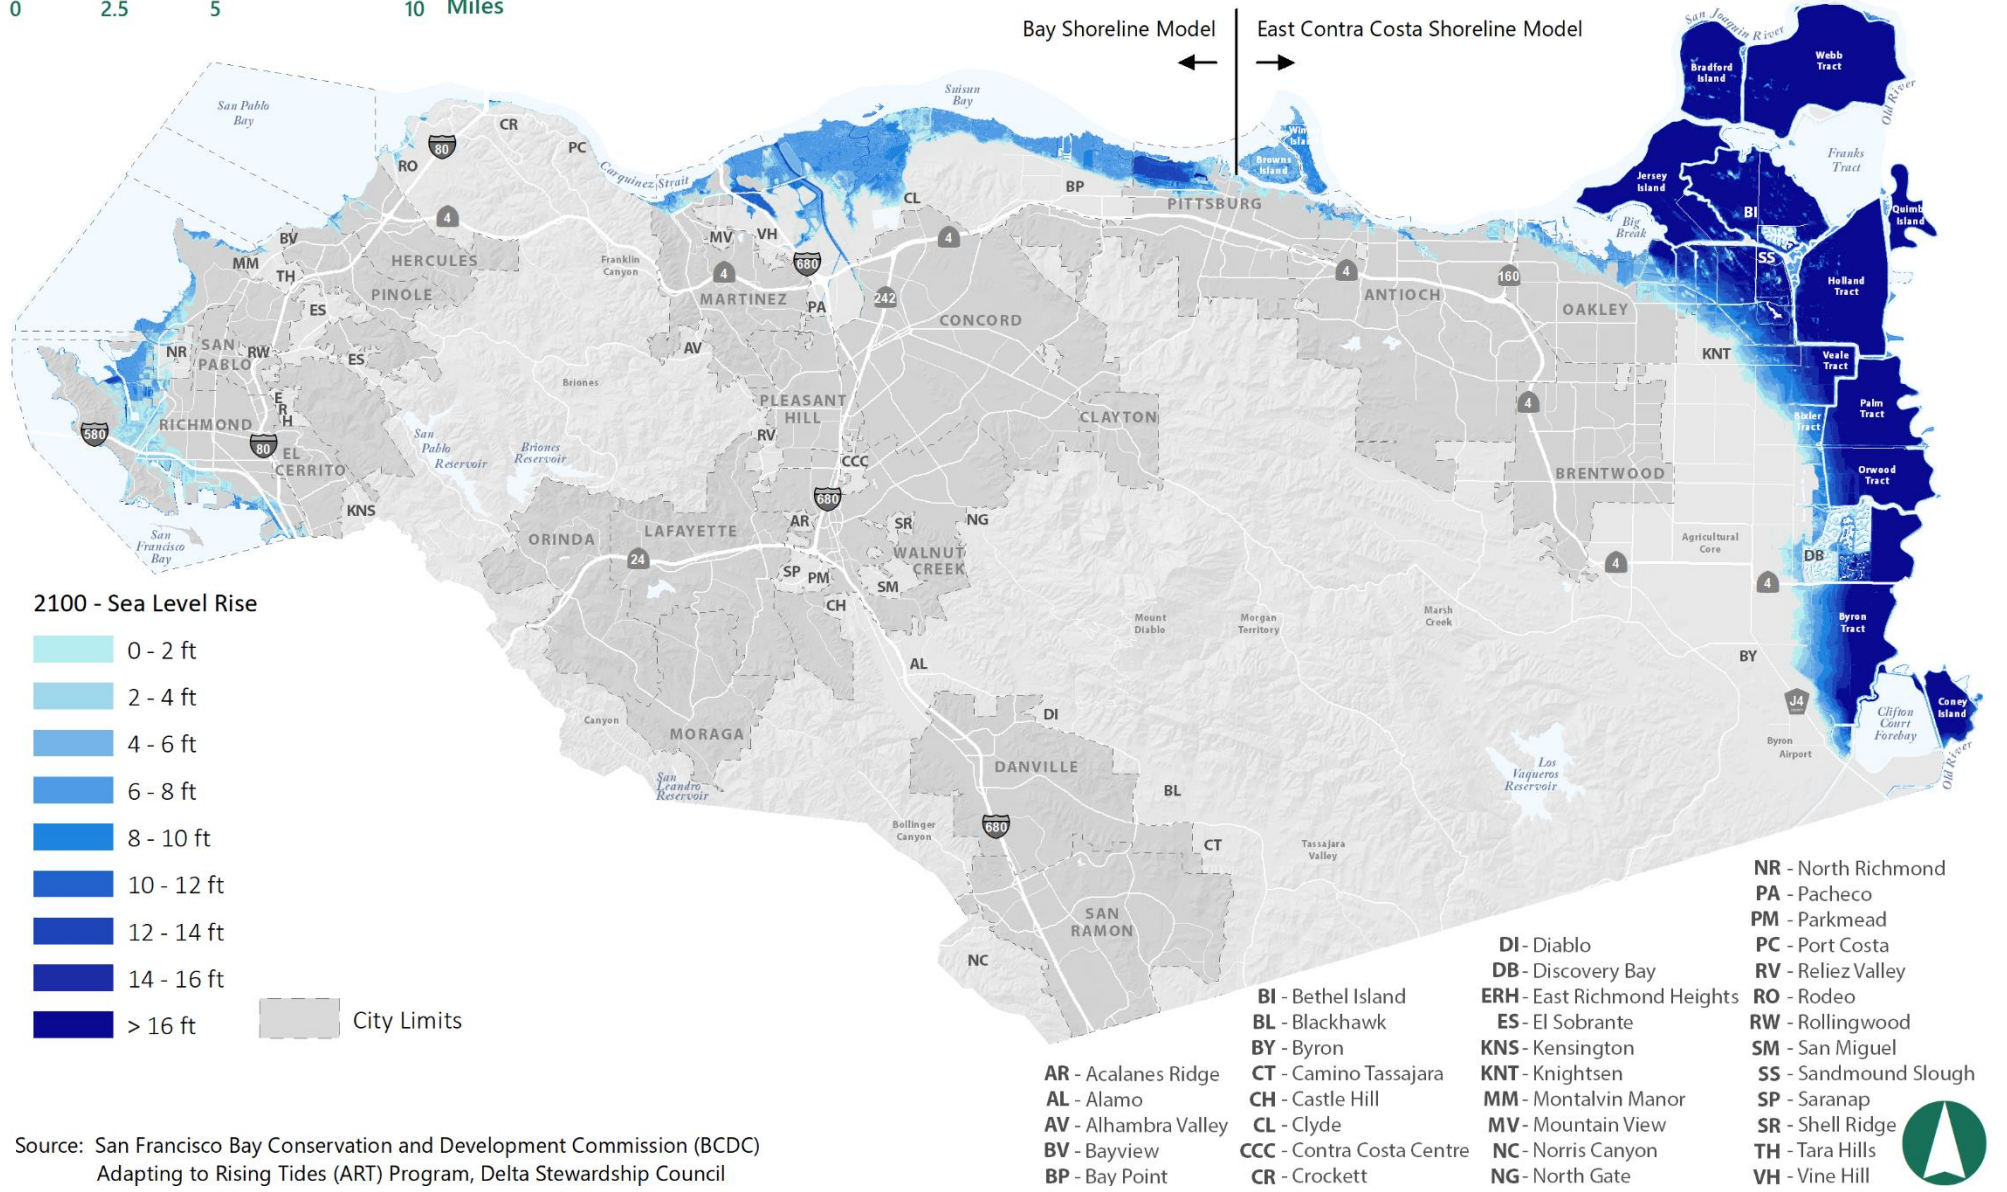 0 2.5 5 10 Miles
Bay Shoreline Model
East Contra Costa Shoreline Model
San Joaquin River
Bradford
Island
Webb
Tract
Old River
Franks
Tract
San Pablo
Bay
Suisun
Bay
Carquinez Strait
CR
80
RO
PC
4
BV
MM
TH
HERCULES
PINOLE
ES
Franklin
Canyon
MV
VH
680
4
MARTINEZ
PA
242
CL
4
BP
Browns
Island
PITTSBURG
4
ANTIOCH
160
OAKLEY
Big
Break
Jersey
Island
BI
SS
Holland
Tract
KNT
Veale
Tract
Palm
Tract
Bixler
Tract
Orwood
Tract
NR
SAN
PABLO
RW
ES
E
R
H
RICHMOND
580
80
EL
CERRITO
KNS
San
Francisco
Bay
AV
Briones
San
Pablo
Reservoir
Briones
Reservoir
CONCORD
PLEASANT
HILL
CLAYTON
RV
CCC
680
AR
SR
NG
ORINDA
LAFAYETTE
24
WALNUT
CREEK
SP
PM
SM
CH
4
BRENTWOOD
Agricultural
Core
DB
4
4
Byron
Tract
Mount
Diablo
Morgan
Territory
Marsh
Creek
BY
AL
J4
Coney
Island
Clifton
Court
Forebay
Byron
Airport
Old River
Canyon
MORAGA
DI
DANVILLE
San
Leandro
Reservoir
BL
Los
Vaqueros
Reservoir
Bollinger
Canyon
680
CT
Tassajara
Valley
SAN
RAMON
NC
2100 - Sea Level Rise
0 - 2 ft
2 - 4 ft
4 - 6 ft
6 - 8 ft
8 - 10 ft
10 - 12 ft
12 - 14 ft
14 - 16 ft
> 16 ft
City Limits
AR - Acalanes Ridge
AL - Alamo
AV - Alhambra Valley
BV - Bayview
BP - Bay Point
BI - Bethel Island
BL - Blackhawk
BY - Byron
CT - Camino Tassajara
CH - Castle Hill
CL - Clyde
CCC - Contra Costa Centre
CR - Crockett
DI - Diablo
DB - Discovery Bay
ERH - East Richmond Heights
ES - El Sobrante
KNS - Kensington
KNT - Knightsen
MM - Montalvin Manor
MV - Mountain View
NC - Norris Canyon
NG - North Gate
NR - North Richmond
PA - Pacheco
PM - Parkmead
PC - Port Costa
RV - Reliez Valley
RO - Rodeo
RW - Rollingwood
SM - San Miguel
SS - Sandmound Slough
SP - Saranap
SR - Shell Ridge
TH - Tara Hills
VH - Vine Hill
Source: San Francisco Bay Conservation and Development Commission (BCDC)
Adapting to Rising Tides (ART) Program, Delta Stewardship Council